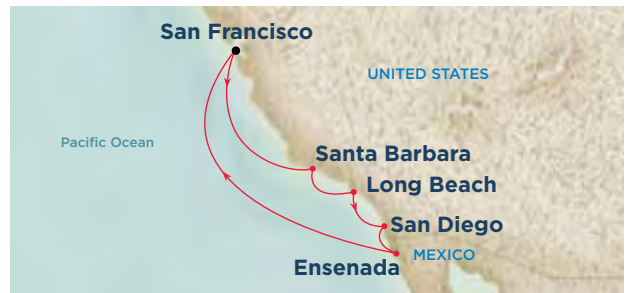 San Francisco
UNITED STATES
Pacific Ocean
Santa Barbara
Long Beach
San Diego
MEXICO
Ensenada